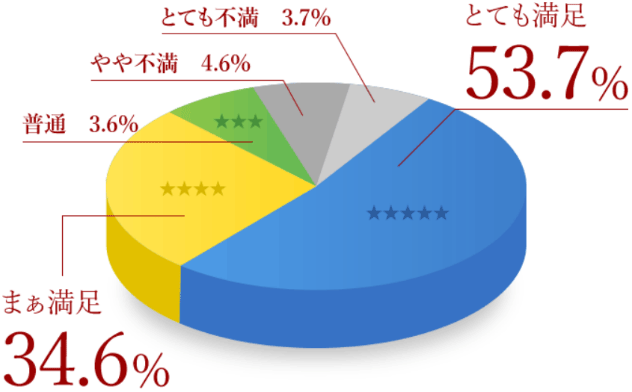 とても不満 3.7%
とても満足
53.7%
やや不満 4.6%
普通 3.6%
★★★
★★★★
★★★★★
まぁ満足
34.6%